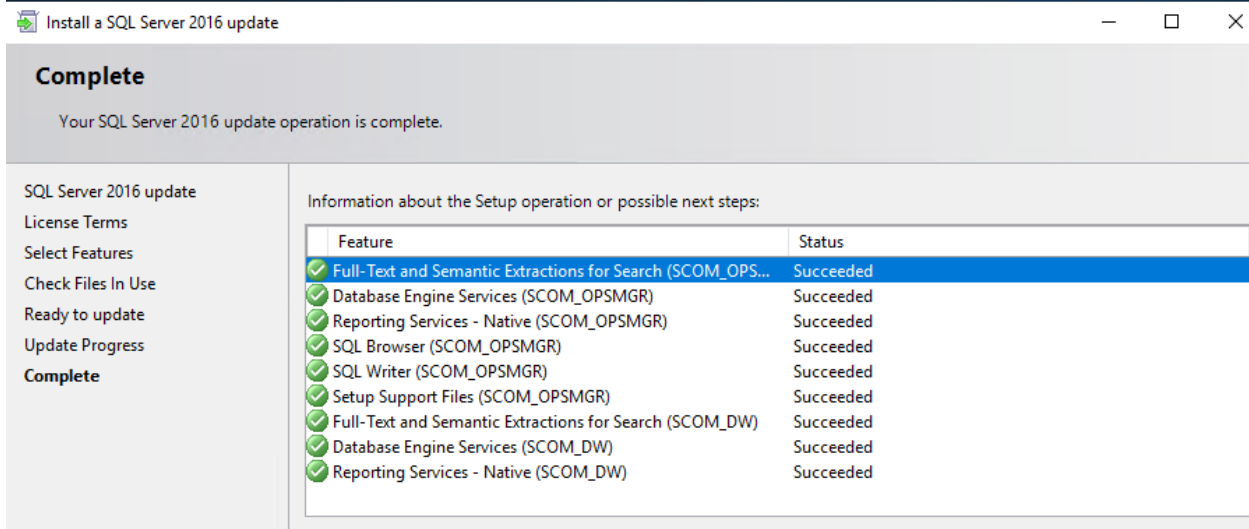 Install a SQL Server 2016 update
Complete
Your SQL Server 2016 update operation is complete.
SQL Server 2016 update
License Terms
Select Features
Check Files In Use
Ready to update
Update Progress
Complete
Information about the Setup operation or possible next steps:
Feature Status
Full-Text and Semantic Extractions for Search (SCOM_OPS... Succeeded
Database Engine Services (SCOM_OPSMGR) Succeeded
Reporting Services - Native (SCOM_OPSMGR) Succeeded
SQL Browser (SCOM_OPSMGR) Succeeded
SQL Writer (SCOM_OPSMGR) Succeeded
Setup Support Files (SCOM_OPSMGR) Succeeded
Full-Text and Semantic Extractions for Search (SCOM_DW) Succeeded
Database Engine Services (SCOM_DW) Succeeded
Reporting Services - Native (SCOM_DW) Succeeded